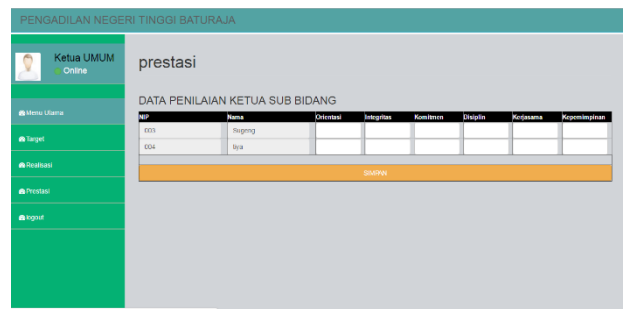 PENGADILAN NEGERI TINGGI BATURAJA
Ketua UMUM
Online
prestasi
DATA PENILAIAN KETUA SUB BIDANG
NIP Nama Orientasi Integritas Komitmen Disiplin Kerjasama Kepemimpinan
003 Sugeng
004 tiya
SIMPAN
Menu Utama
Target
Realisasi
Prestasi
logout